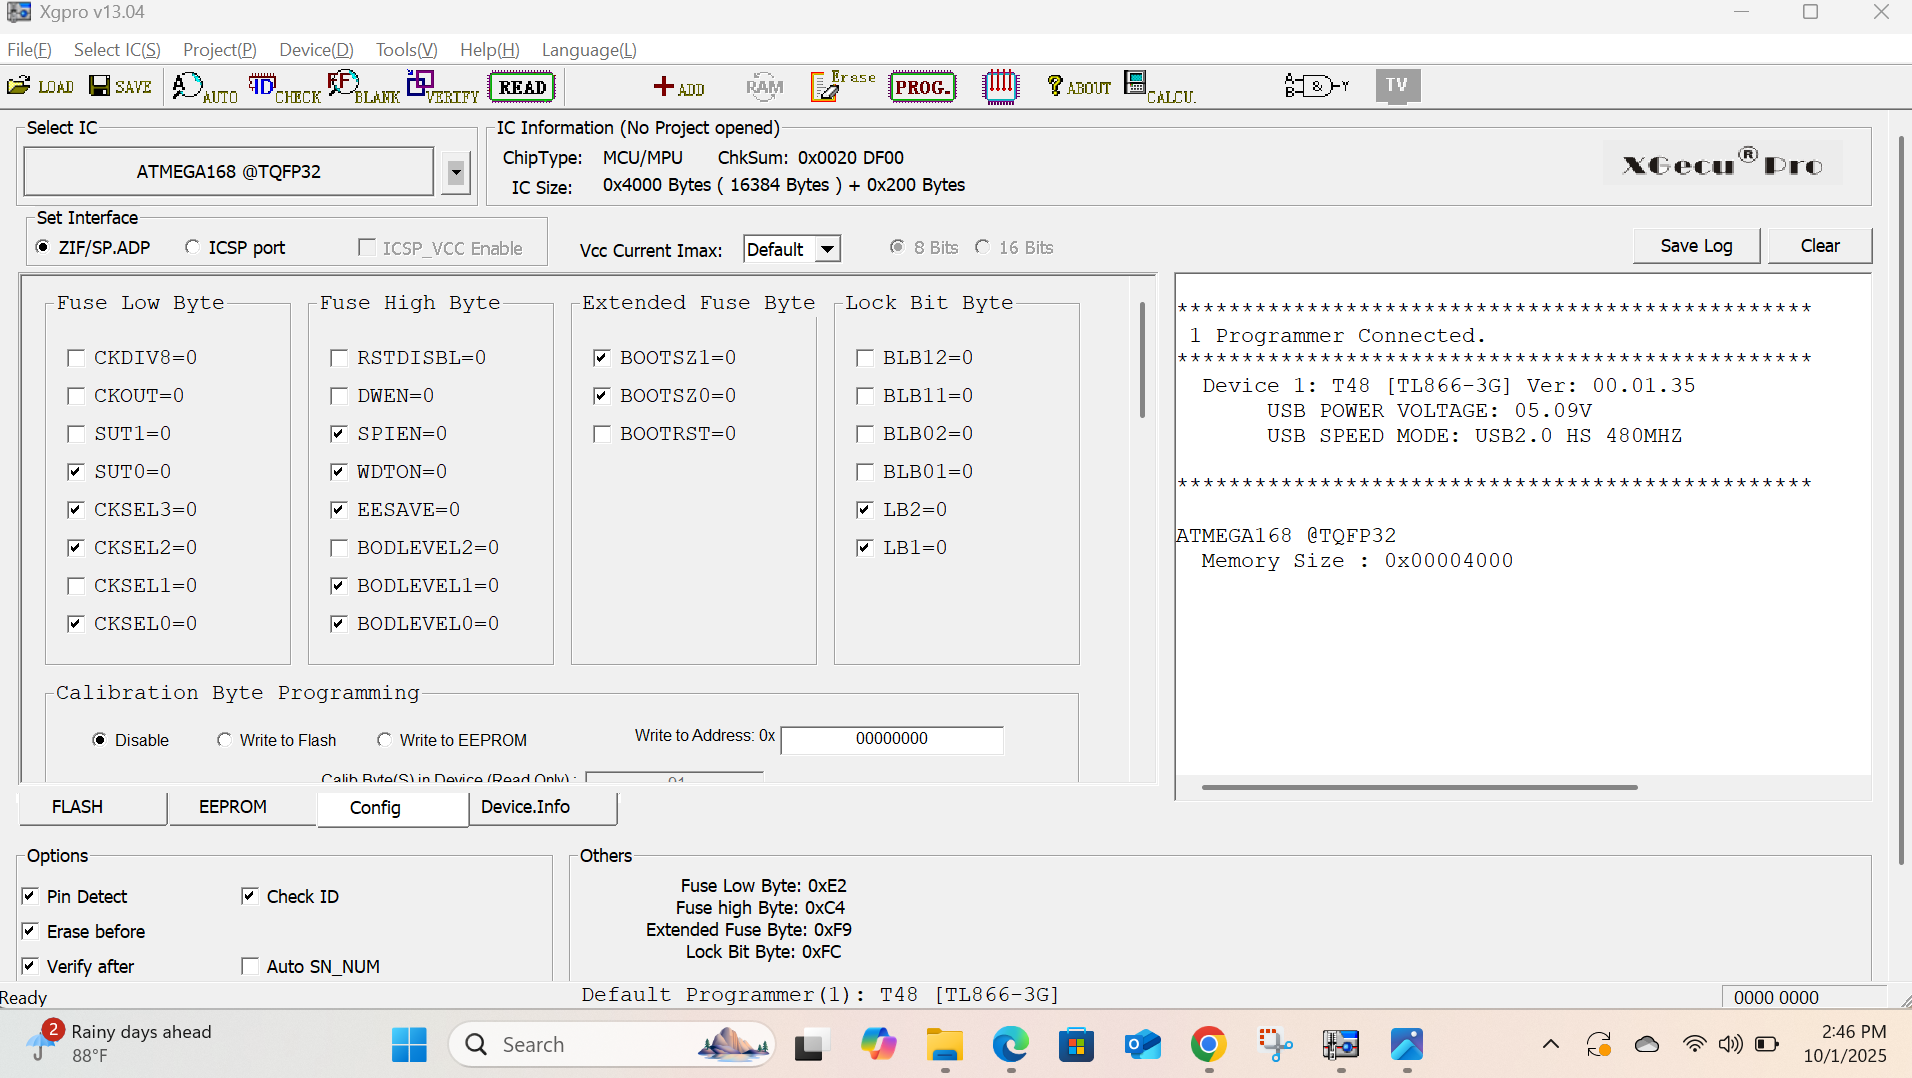 Xgpro v13.04
File(F) Select IC(S) Project(P) Device(D) Tools(V) Help(H) Language(L)
LOAD SAVE AUTO CHECK BLANK VERIFY READ ADD RAM Erase PROG. ABOUT CALCU. TV
Select IC
ATMEGA168 @TQFP32
IC Information (No Project opened)
ChipType: MCU/MPU ChkSum: 0x0020 DF00
IC Size: 0x4000 Bytes ( 16384 Bytes ) + 0x200 Bytes
XGecu® Pro
Set Interface
ZIF/SP.ADP ICSP port ICSP_VCC Enable
Vcc Current Imax: Default 8 Bits 16 Bits
Save Log Clear
Fuse Low Byte
CKDIV8=0
CKOUT=0
SUT1=0
SUT0=0
CKSEL3=0
CKSEL2=0
CKSEL1=0
CKSEL0=0
Fuse High Byte
RSTDISBL=0
DWEN=0
SPIEN=0
WDTON=0
EESAVE=0
BODLEVEL2=0
BODLEVEL1=0
BODLEVEL0=0
Extended Fuse Byte
BOOTSZ1=0
BOOTSZ0=0
BOOTRST=0
Lock Bit Byte
BLB12=0
BLB11=0
BLB02=0
BLB01=0
LB2=0
LB1=0
Calibration Byte Programming
Disable Write to Flash Write to EEPROM Write to Address: 0x 00000000
Calib Byte(S) in Device (Read Only) : 01
*************************************************
1 Programmer Connected.
*************************************************
Device 1: T48 [TL866-3G] Ver: 00.01.35
USB POWER VOLTAGE: 05.09V
USB SPEED MODE: USB2.0 HS 480MHZ
*************************************************
ATMEGA168 @TQFP32
Memory Size : 0x00004000
FLASH EEPROM Config Device.Info
Options
Pin Detect Check ID
Erase before
Verify after Auto SN_NUM
Others
Fuse Low Byte: 0xE2
Fuse high Byte: 0xC4
Extended Fuse Byte: 0xF9
Lock Bit Byte: 0xFC
Ready Default Programmer(1): T48 [TL866-3G] 0000 0000
2 Rainy days ahead
88°F
Search
2:46 PM
10/1/2025